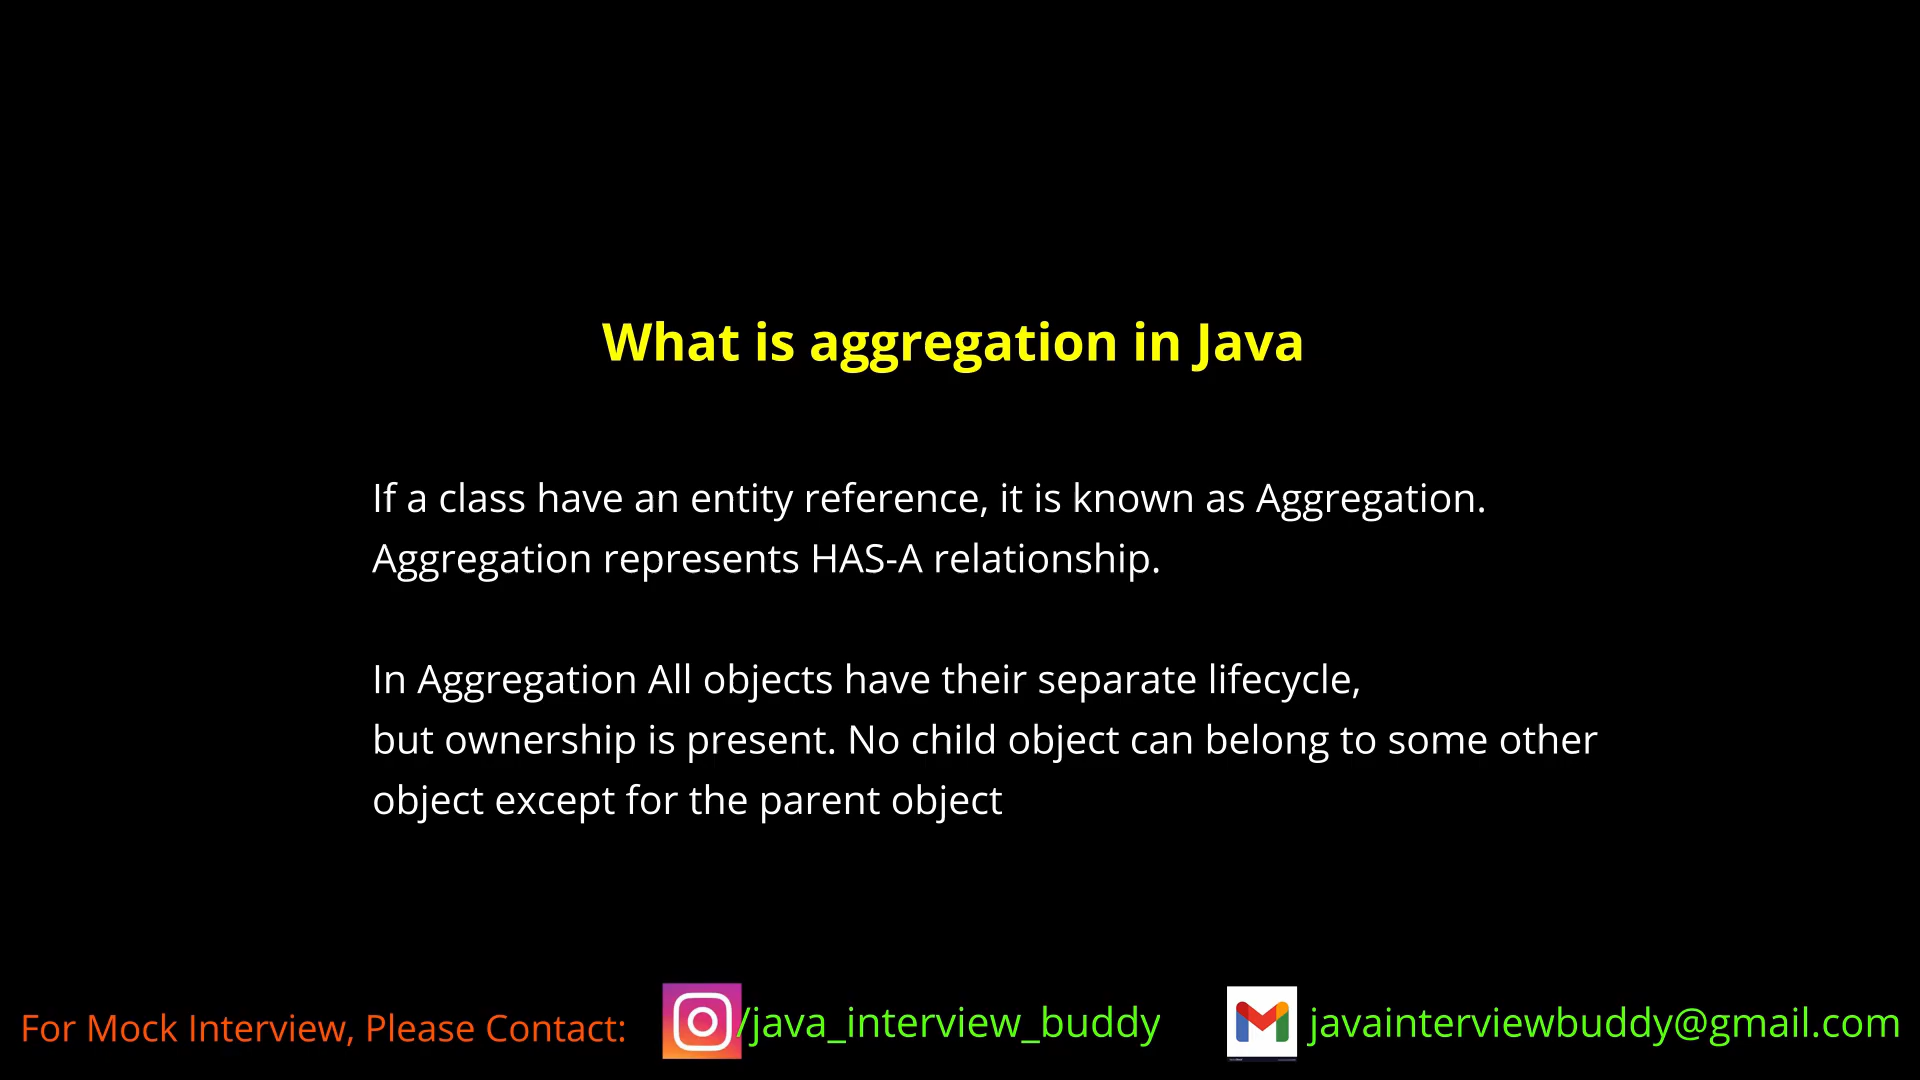 What is aggregation in Java
If a class have an entity reference, it is known as Aggregation.
Aggregation represents HAS-A relationship.
In Aggregation All objects have their separate lifecycle,
but ownership is present. No child object can belong to some other
object except for the parent object
For Mock Interview, Please Contact: /java_interview_buddy javainterviewbuddy@gmail.com